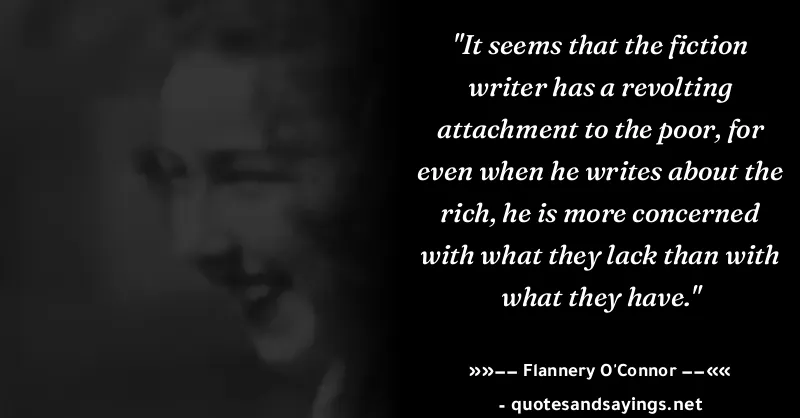 "It seems that the fiction
writer has a revolting
attachment to the poor, for
even when he writes about the
rich, he is more concerned
with what they lack than with
what they have."
»»—— Flannery O'Connor ——««
- quotesandsayings.net